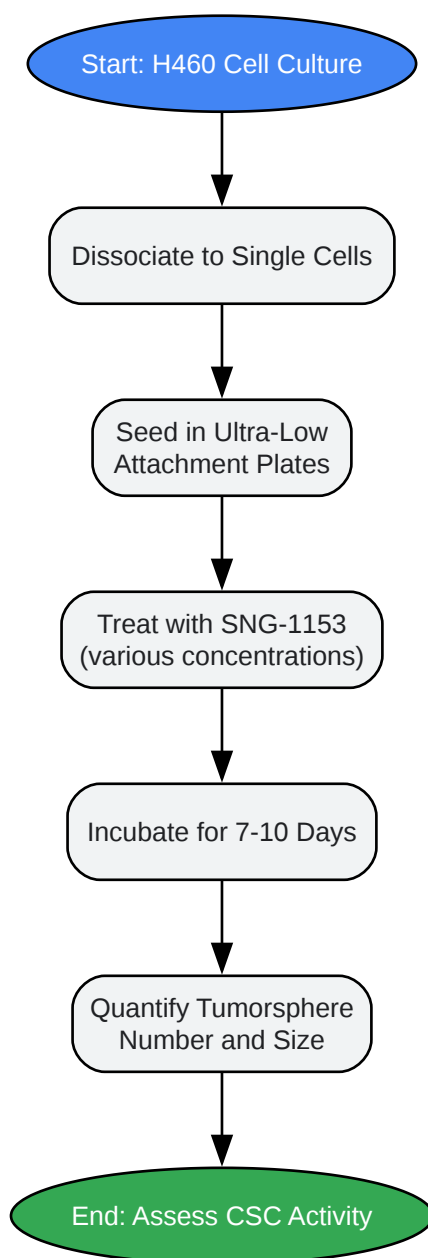 Start: H460 Cell Culture
Dissociate to Single Cells
Seed in Ultra-Low
Attachment Plates
Treat with SNG-1153
(various concentrations)
Incubate for 7-10 Days
Quantify Tumorsphere
Number and Size
End: Assess CSC Activity